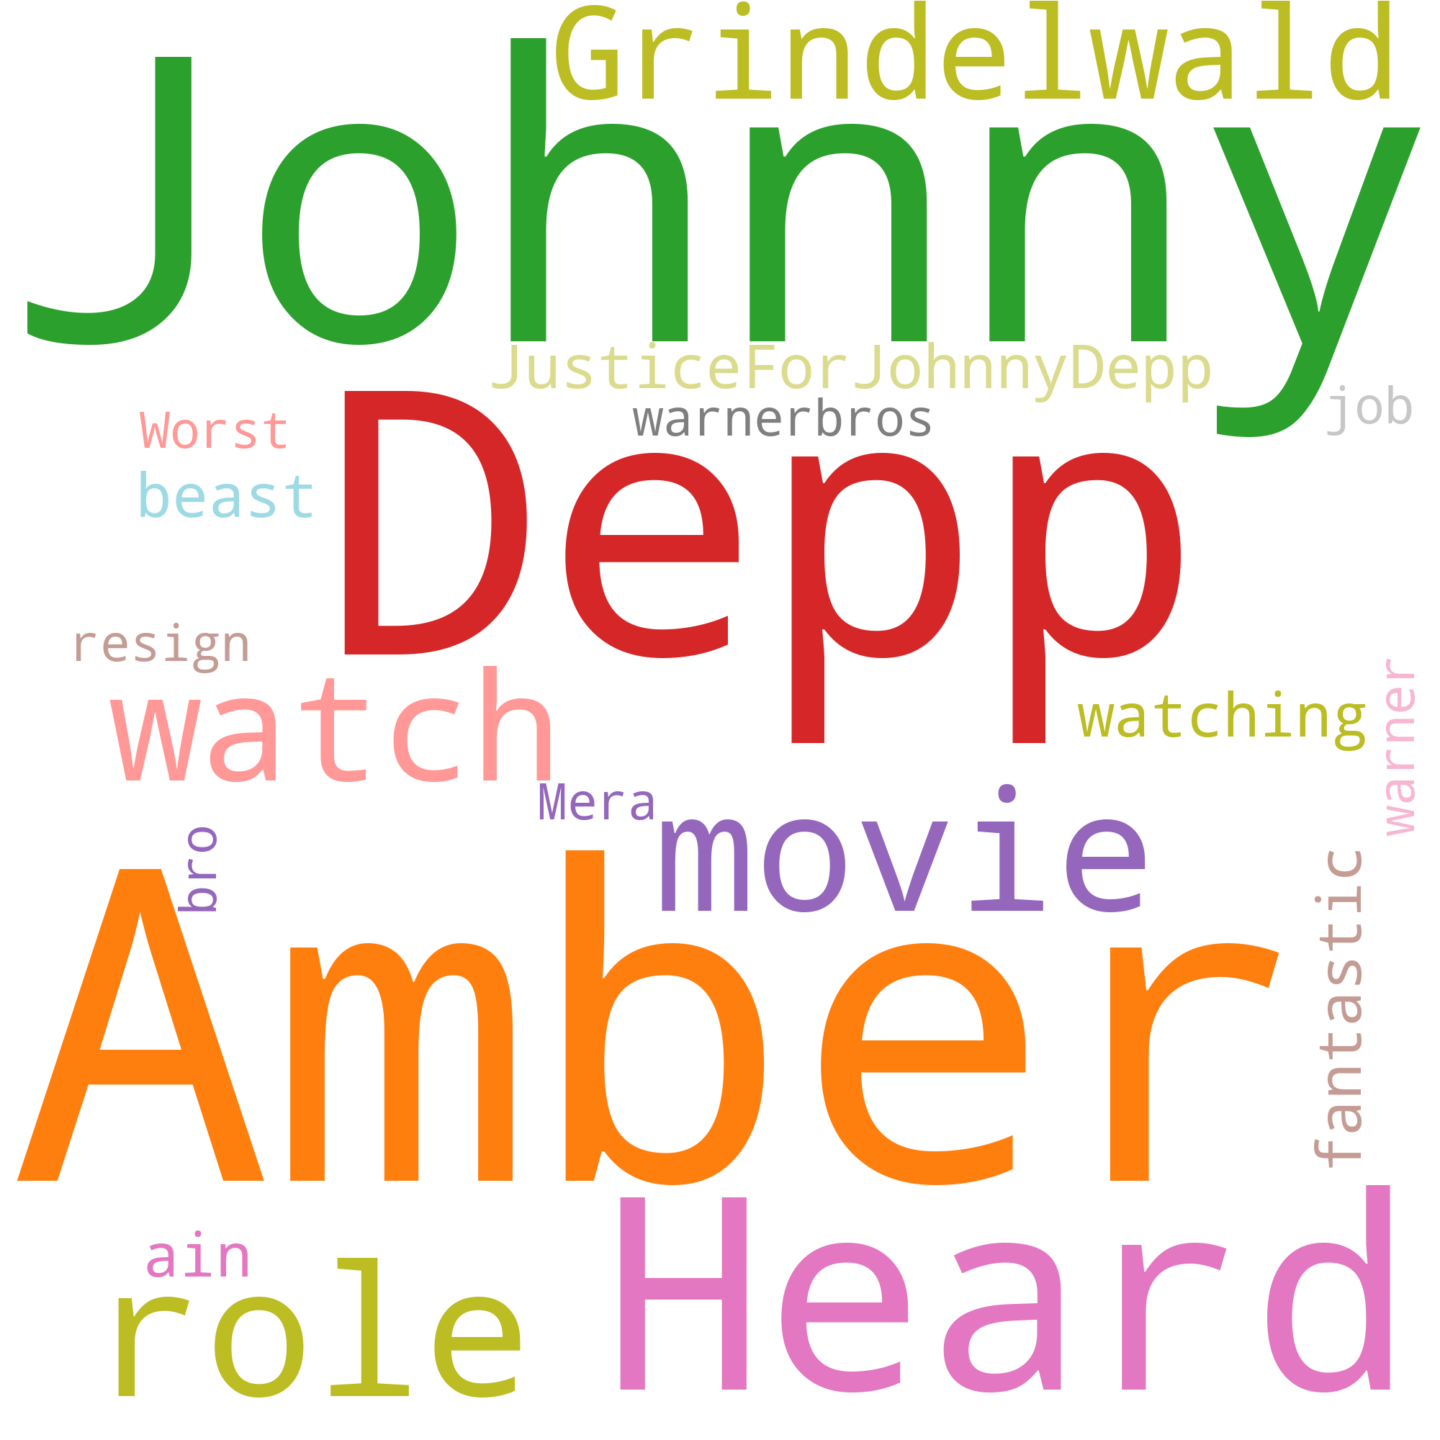 Grindelwald
Johnny
JusticeForJohnnyDepp
Worst
warnerbros
job
beast
Depp
resign
watch
watching
warner
Mera
movie
bro
Amber
fantastic
Heard
ain
role